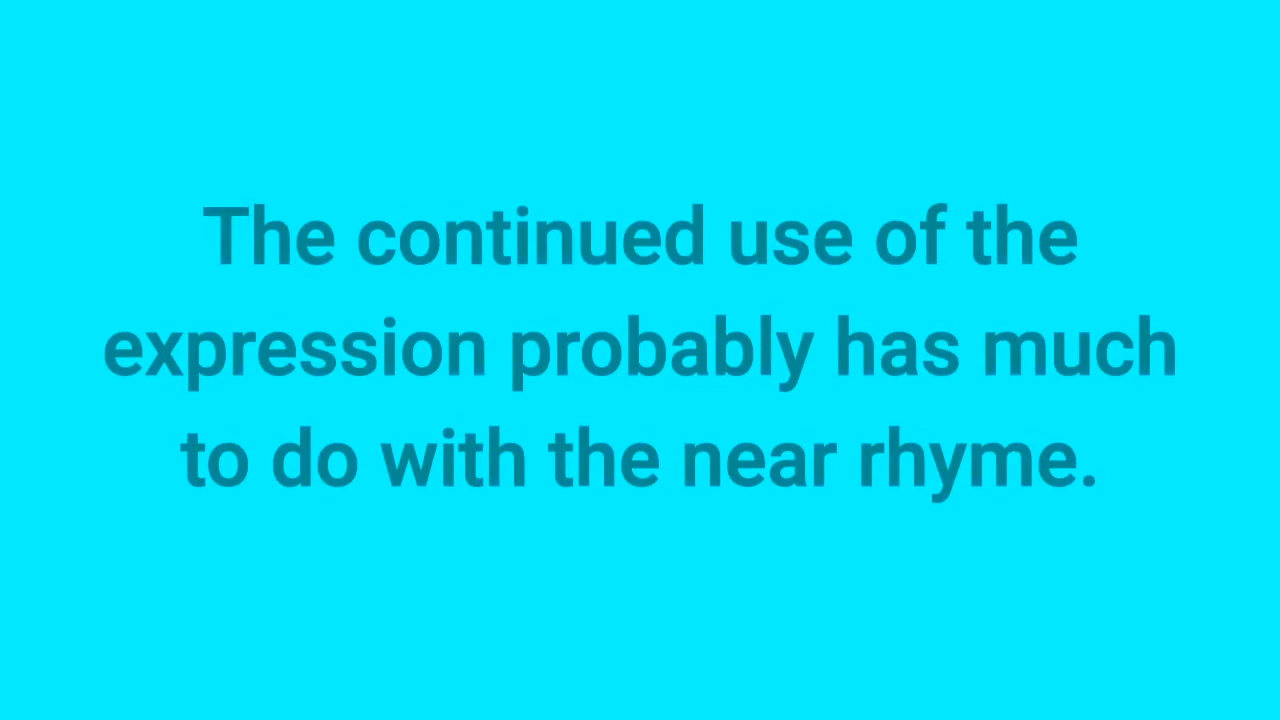 The continued use of the
expression probably has much
to do with the near rhyme.